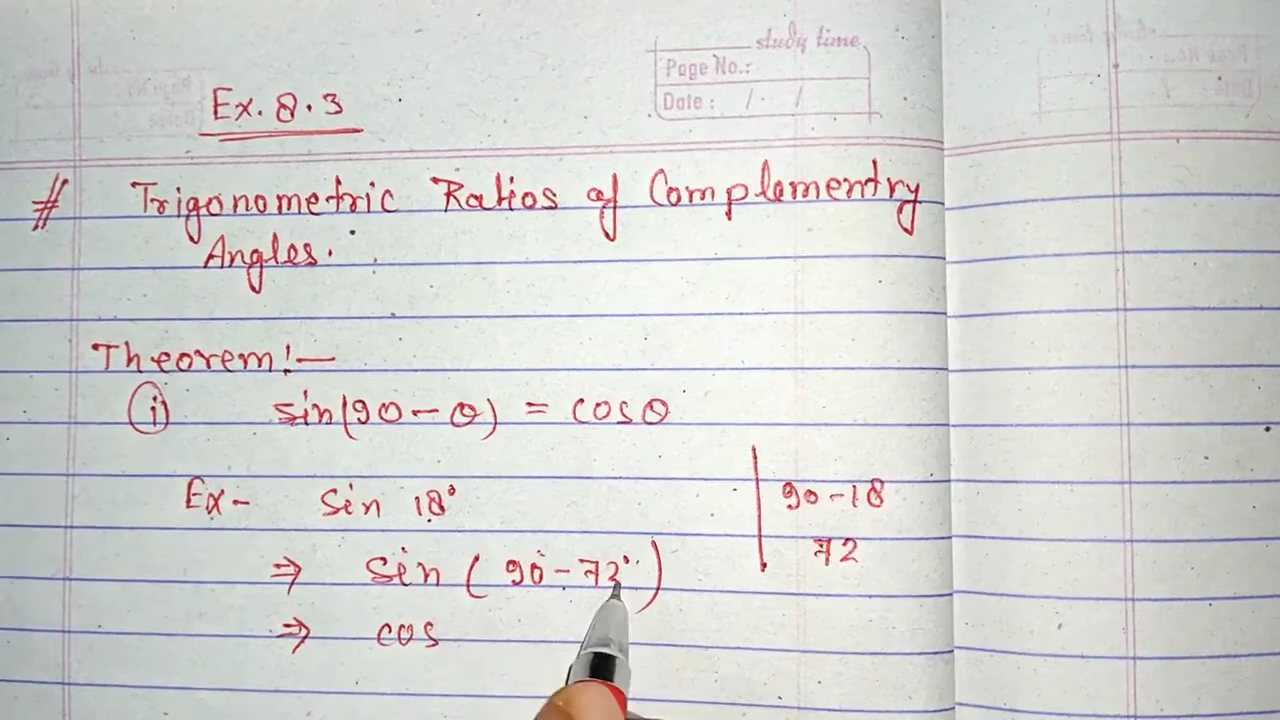 study time
Page No.:
Date : / /
Ex. 8.3
# Trigonometric Ratios of Complementry
Angles.
Theorem:-
(i) sin(90-θ) = cosθ
Ex- Sin 18°
90-18
72
⇒ Sin (90°-72°)
⇒ cos